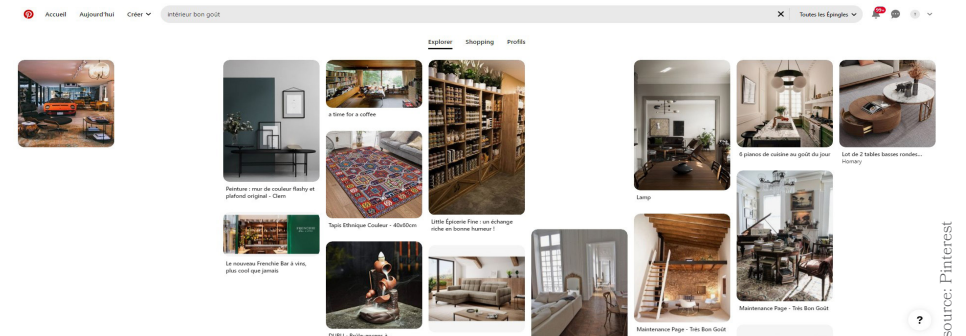 Accueil
Aujourd'hui
Créer
intérieur bon goût
Toutes les Épingles
99+
Explorer
Shopping
Profils
Peinture : mur de couleur flashy et
plafond original - Clem
Le nouveau Frenchie Bar à vins,
plus cool que jamais
a time for a coffee
Tapis Ethnique Couleur - 40x60cm
Little Épicerie Fine : un échange
riche en bonne humeur !
Lamp
Maintenance Page - Très Bon Goût
6 pianos de cuisine au goût du jour
Maintenance Page - Très Bon Goût
Lot de 2 tables basses rondes...
Homary
?
source: Pinterest